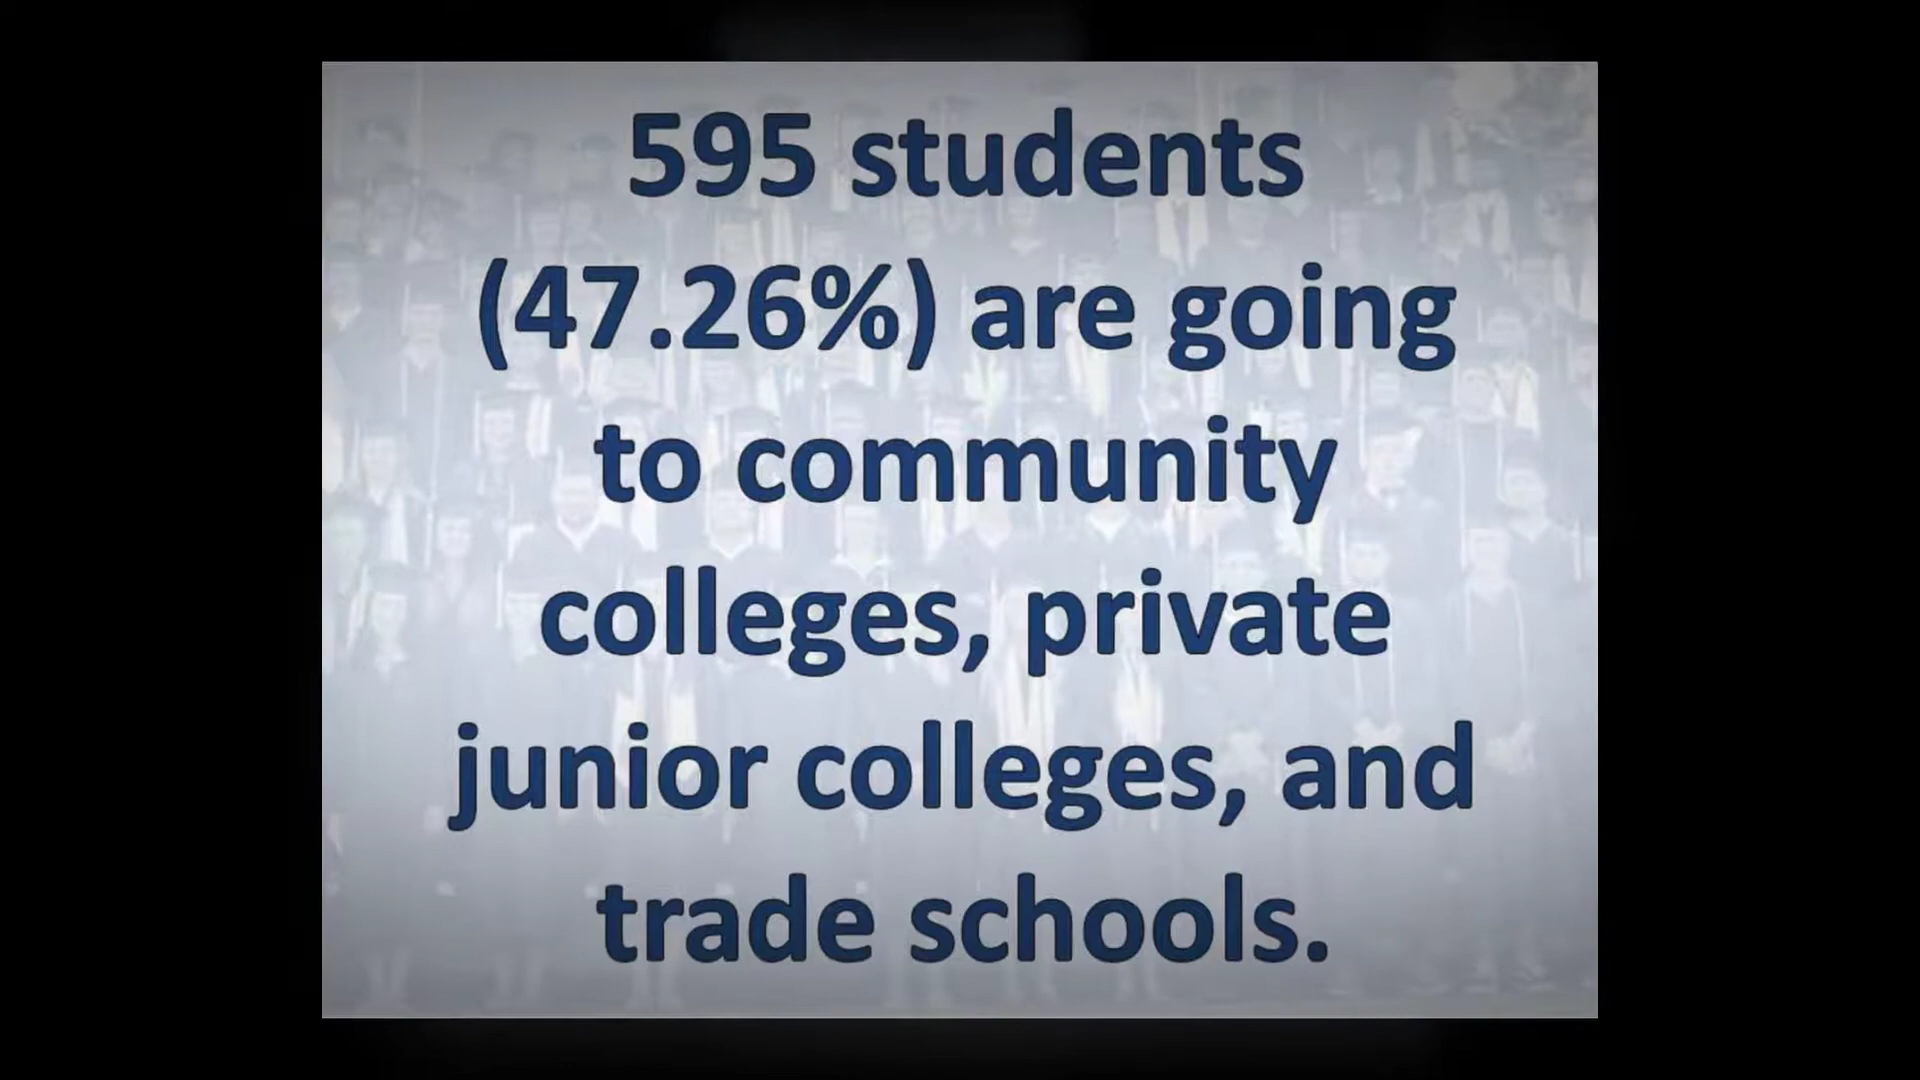 595 students
(47.26%) are going
to community
colleges, private
junior colleges, and
trade schools.